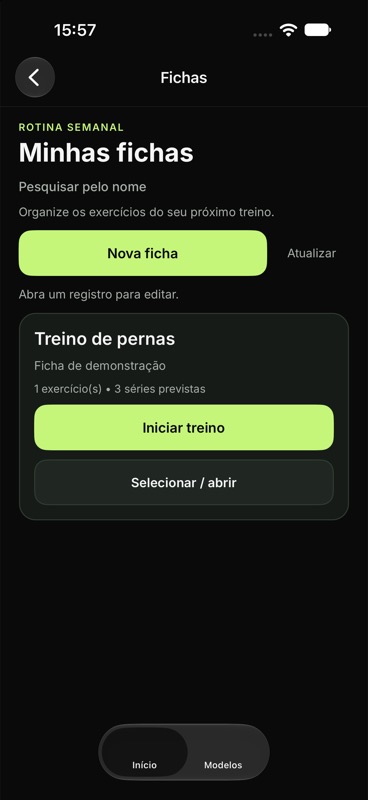 15:57
Fichas
ROTINA SEMANAL
Minhas fichas
Pesquisar pelo nome
Organize os exercícios do seu próximo treino.
Nova ficha
Atualizar
Abra um registro para editar.
Treino de pernas
Ficha de demonstração
1 exercício(s) • 3 séries previstas
Iniciar treino
Selecionar / abrir
Início
Modelos